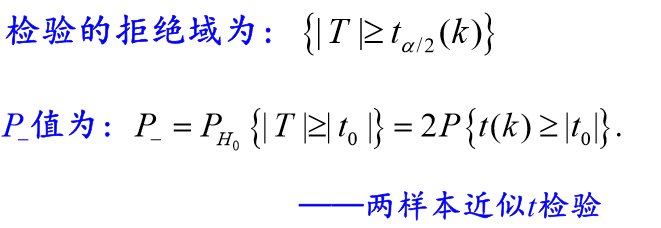 检验的拒绝域为：{|T|≥t_{α/2}(k)}
P_值为：P_ = P_{H_0}{|T|≥|t_0|} = 2P{t(k)≥|t_0|}.
——两样本近似t检验